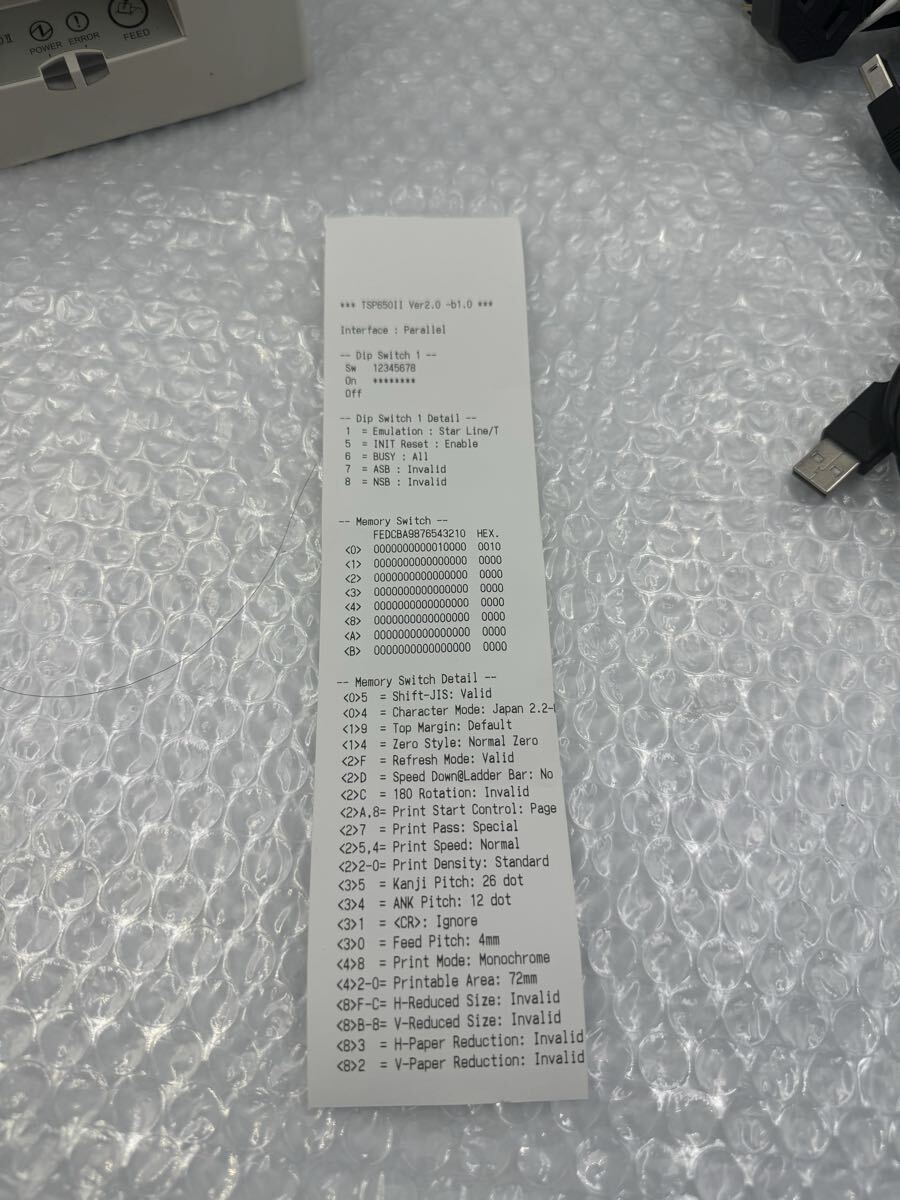 POWER ERROR FEED
*** TSP650II Ver2.0 -b1.0 ***
Interface : Parallel
-- Dip Switch 1 --
Sw 12345678
On ********
Off
-- Dip Switch 1 Detail --
1 = Emulation : Star Line/T
5 = INIT Reset : Enable
6 = BUSY : All
7 = ASB : Invalid
8 = NSB : Invalid
-- Memory Switch --
FEDCBA9876543210 HEX.
<0> 0000000000010000 0010
<1> 0000000000000000 0000
<2> 0000000000000000 0000
<3> 0000000000000000 0000
<4> 0000000000000000 0000
<8> 0000000000000000 0000
<A> 0000000000000000 0000
<B> 0000000000000000 0000
-- Memory Switch Detail --
<0>5 = Shift-JIS: Valid
<0>4 = Character Mode: Japan 2.2-
<1>9 = Top Margin: Default
<1>4 = Zero Style: Normal Zero
<2>F = Refresh Mode: Valid
<2>D = Speed Down@Ladder Bar: No
<2>C = 180 Rotation: Invalid
<2>A,8= Print Start Control: Page
<2>7 = Print Pass: Special
<2>5,4= Print Speed: Normal
<2>2-0= Print Density: Standard
<3>5 = Kanji Pitch: 26 dot
<3>4 = ANK Pitch: 12 dot
<3>1 = <CR>: Ignore
<3>0 = Feed Pitch: 4mm
<4>8 = Print Mode: Monochrome
<4>2-0= Printable Area: 72mm
<8>F-C= H-Reduced Size: Invalid
<8>B-8= V-Reduced Size: Invalid
<8>3 = H-Paper Reduction: Invalid
<8>2 = V-Paper Reduction: Invalid